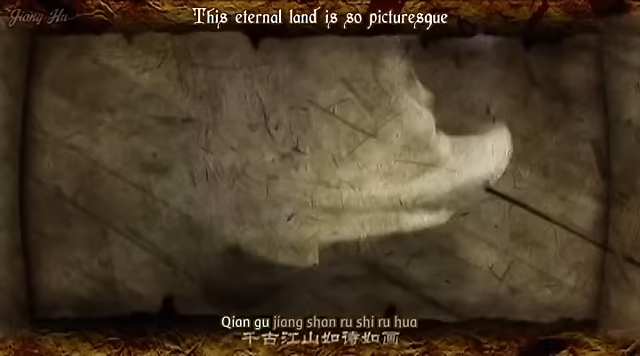 Jiang Hu
This eternal land is so picturesque
Qian gu jiang shan ru shi ru hua
千古江山如诗如画